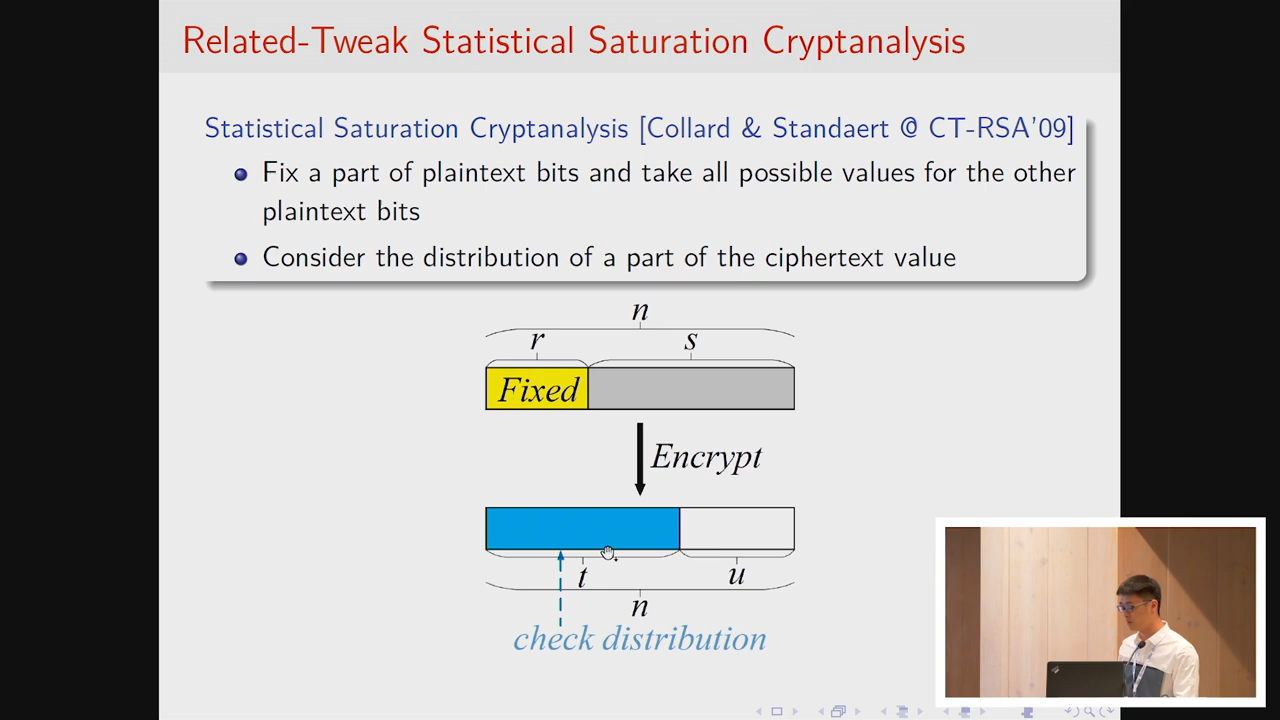 Related-Tweak Statistical Saturation Cryptanalysis
Statistical Saturation Cryptanalysis [Collard & Standaert @ CT-RSA'09]
Fix a part of plaintext bits and take all possible values for the other
plaintext bits
Consider the distribution of a part of the ciphertext value
n
r s
Fixed
Encrypt
t u
n
check distribution